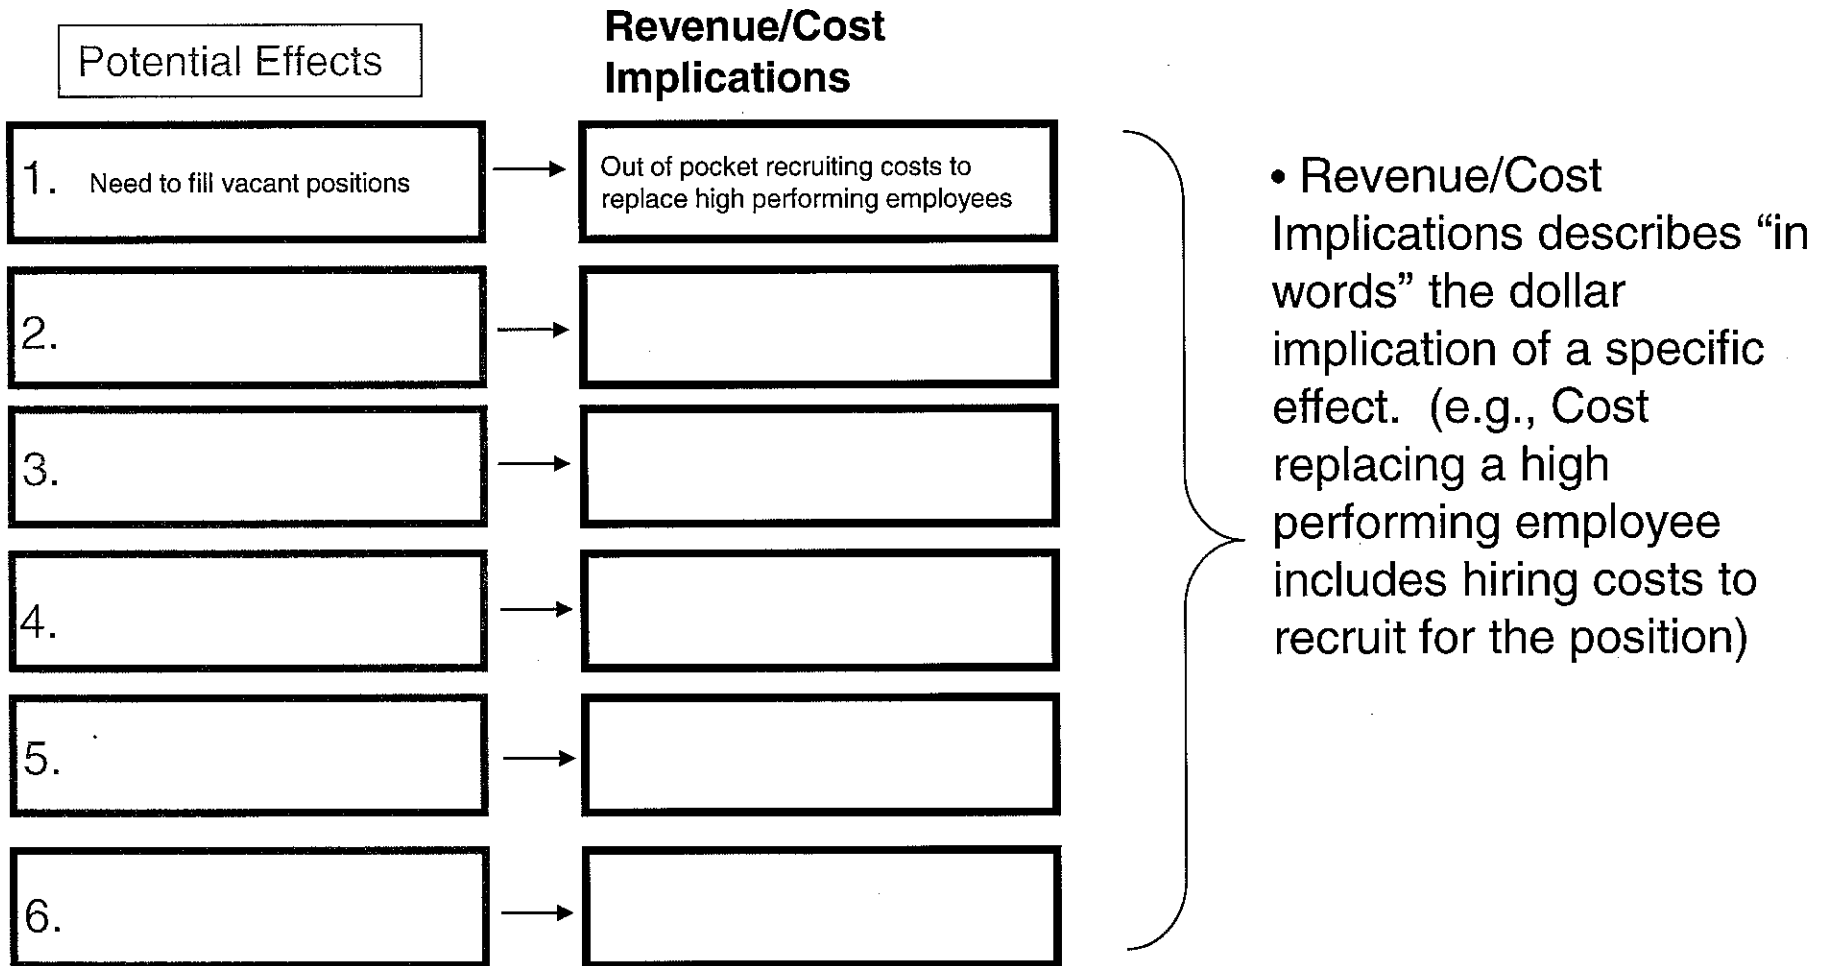 Potential Effects
Revenue/Cost
Implications
1. Need to fill vacant positions
Out of pocket recruiting costs to
replace high performing employees
2.
3.
4.
5.
6.
• Revenue/Cost
Implications describes “in
words” the dollar
implication of a specific
effect. (e.g., Cost
replacing a high
performing employee
includes hiring costs to
recruit for the position)